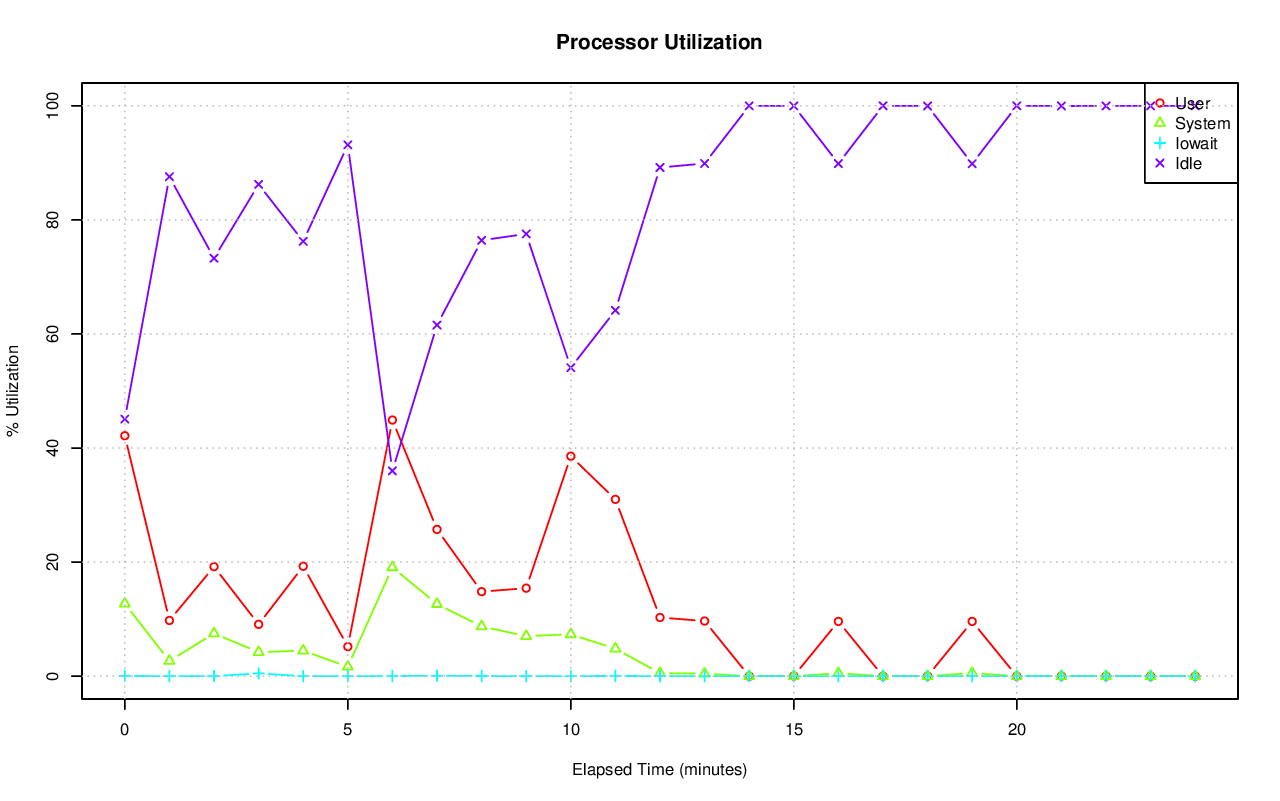 Processor Utilization
% Utilization
100
80
60
40
20
0
User
System
Iowait
Idle
0 5 10 15 20
Elapsed Time (minutes)